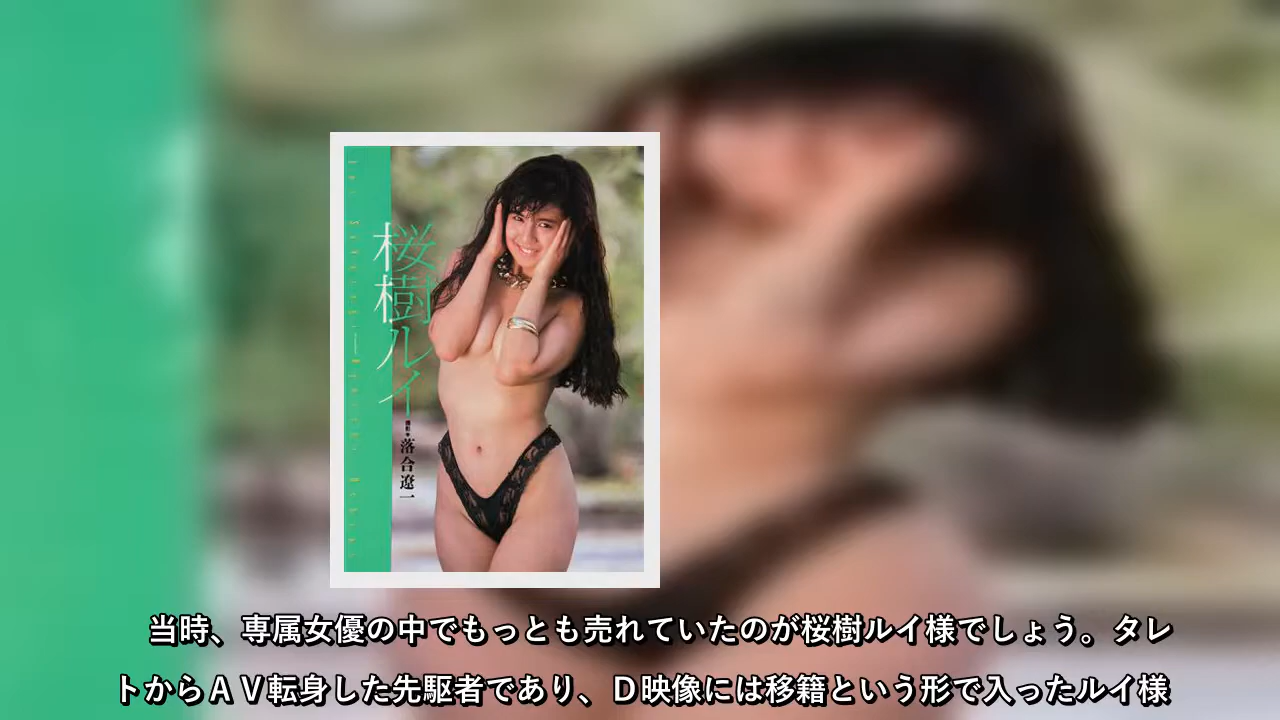 桜樹ルイ
撮影●落合遼一
当時、専属女優の中でもっとも売れていたのが桜樹ルイ様でしょう。タレ
トからＡＶ転身した先駆者であり、Ｄ映像には移籍という形で入ったルイ様